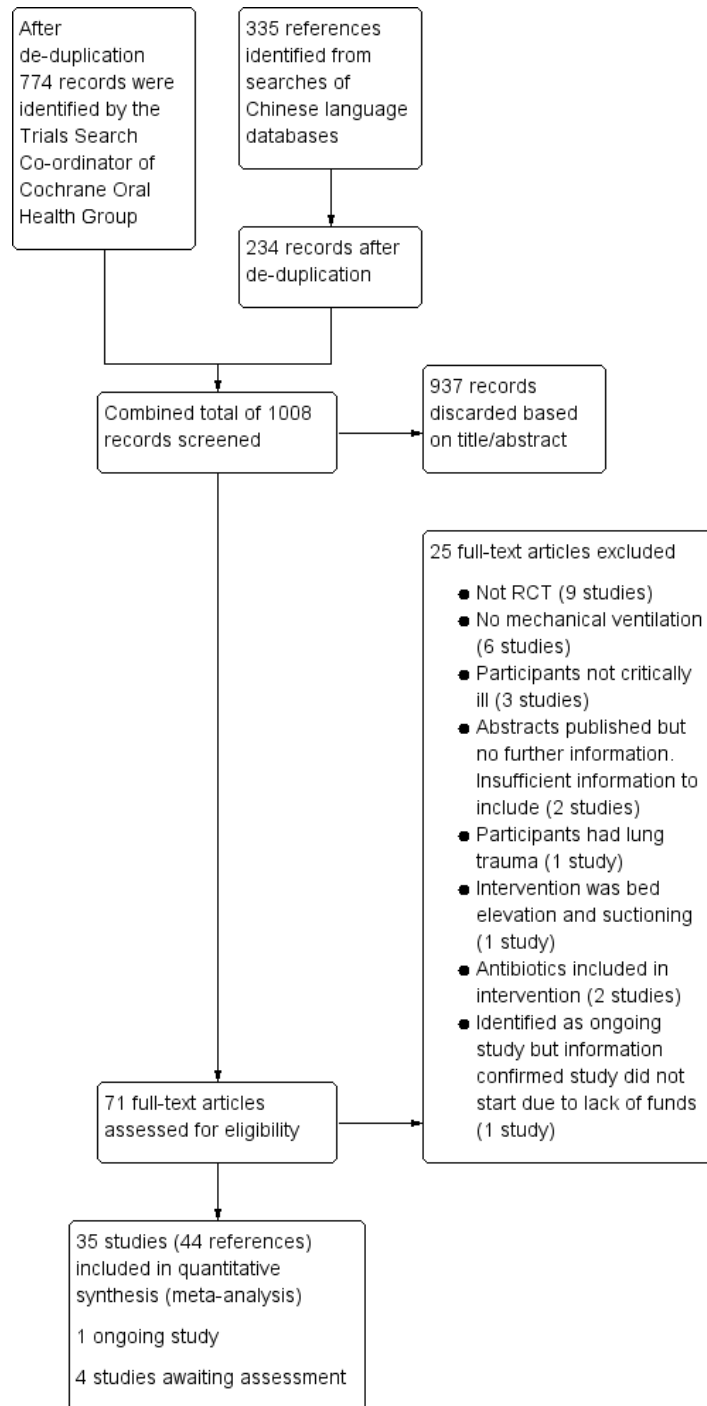 After
de-duplication
774 records were
identified by the
Trials Search
Co-ordinator of
Cochrane Oral
Health Group
335 references
identified from
searches of
Chinese language
databases
234 records after
de-duplication
Combined total of 1008
records screened
937 records
discarded based
on title/abstract
25 full-text articles excluded
● Not RCT (9 studies)
● No mechanical ventilation
(6 studies)
● Participants not critically
ill (3 studies)
● Abstracts published but
no further information.
Insufficient information to
include (2 studies)
● Participants had lung
trauma (1 study)
● Intervention was bed
elevation and suctioning
(1 study)
● Antibiotics included in
intervention (2 studies)
● Identified as ongoing
study but information
confirmed study did not
start due to lack of funds
(1 study)
71 full-text articles
assessed for eligibility
35 studies (44 references)
included in quantitative
synthesis (meta-analysis)
1 ongoing study
4 studies awaiting assessment